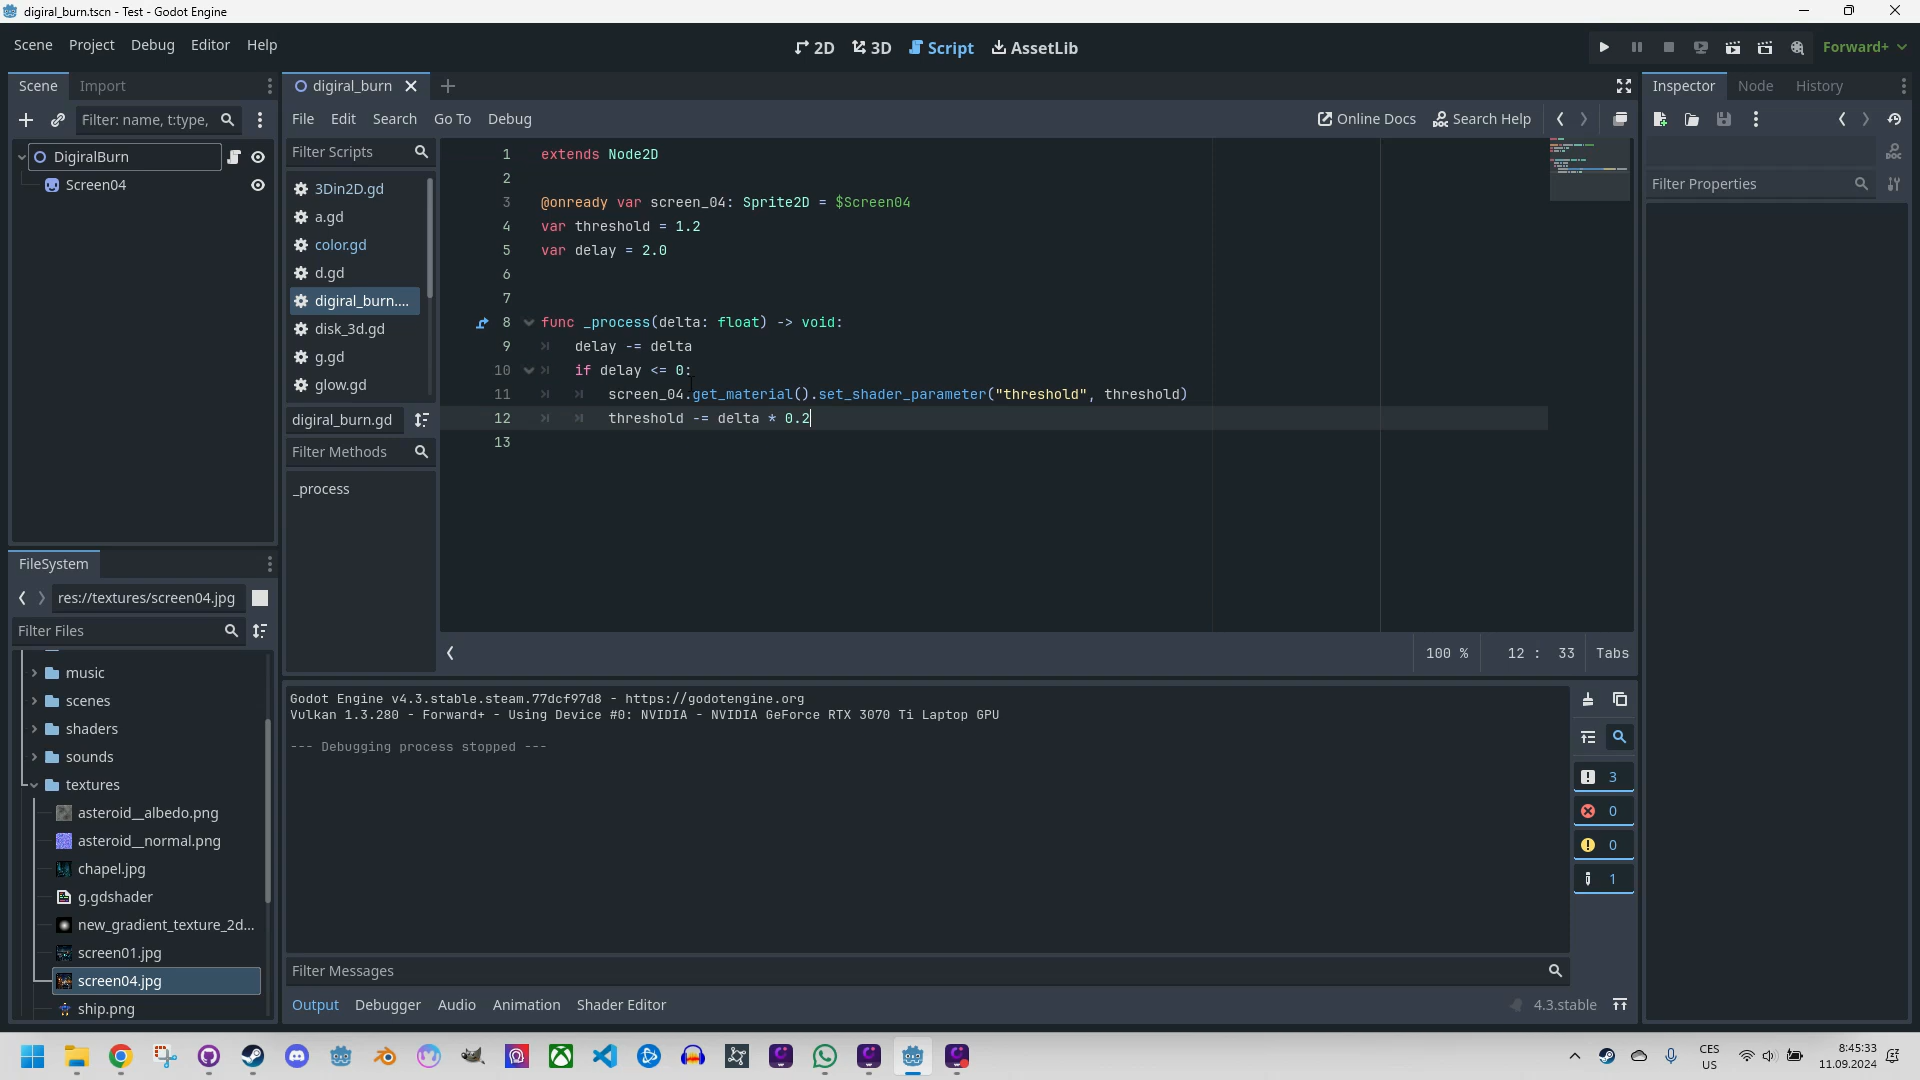 digiral_burn.tscn - Test - Godot Engine
Scene Project Debug Editor Help
2D 3D Script AssetLib
Forward+
Scene Import
Filter: name, t:type,
DigiralBurn
Screen04
FileSystem
res://textures/screen04.jpg
Filter Files
music
scenes
shaders
sounds
textures
asteroid__albedo.png
asteroid__normal.png
chapel.jpg
g.gdshader
new_gradient_texture_2d...
screen01.jpg
screen04.jpg
ship.png
digiral_burn
File Edit Search Go To Debug
Online Docs Search Help
Filter Scripts
3Din2D.gd
a.gd
color.gd
d.gd
digiral_burn....
disk_3d.gd
g.gd
glow.gd
digiral_burn.gd
Filter Methods
_process
1 extends Node2D
2
3 @onready var screen_04: Sprite2D = $Screen04
4 var threshold = 1.2
5 var delay = 2.0
6
7
8 func _process(delta: float) -> void:
9 delay -= delta
10 if delay <= 0:
11 screen_04.get_material().set_shader_parameter("threshold", threshold)
12 threshold -= delta * 0.2
13
100 % 12 : 33 Tabs
Godot Engine v4.3.stable.steam.77dcf97d8 - https://godotengine.org
Vulkan 1.3.280 - Forward+ - Using Device #0: NVIDIA - NVIDIA GeForce RTX 3070 Ti Laptop GPU
--- Debugging process stopped ---
3
0
0
1
Filter Messages
Output Debugger Audio Animation Shader Editor
4.3.stable
Inspector Node History
Filter Properties
CES
US
8:45:33
11.09.2024